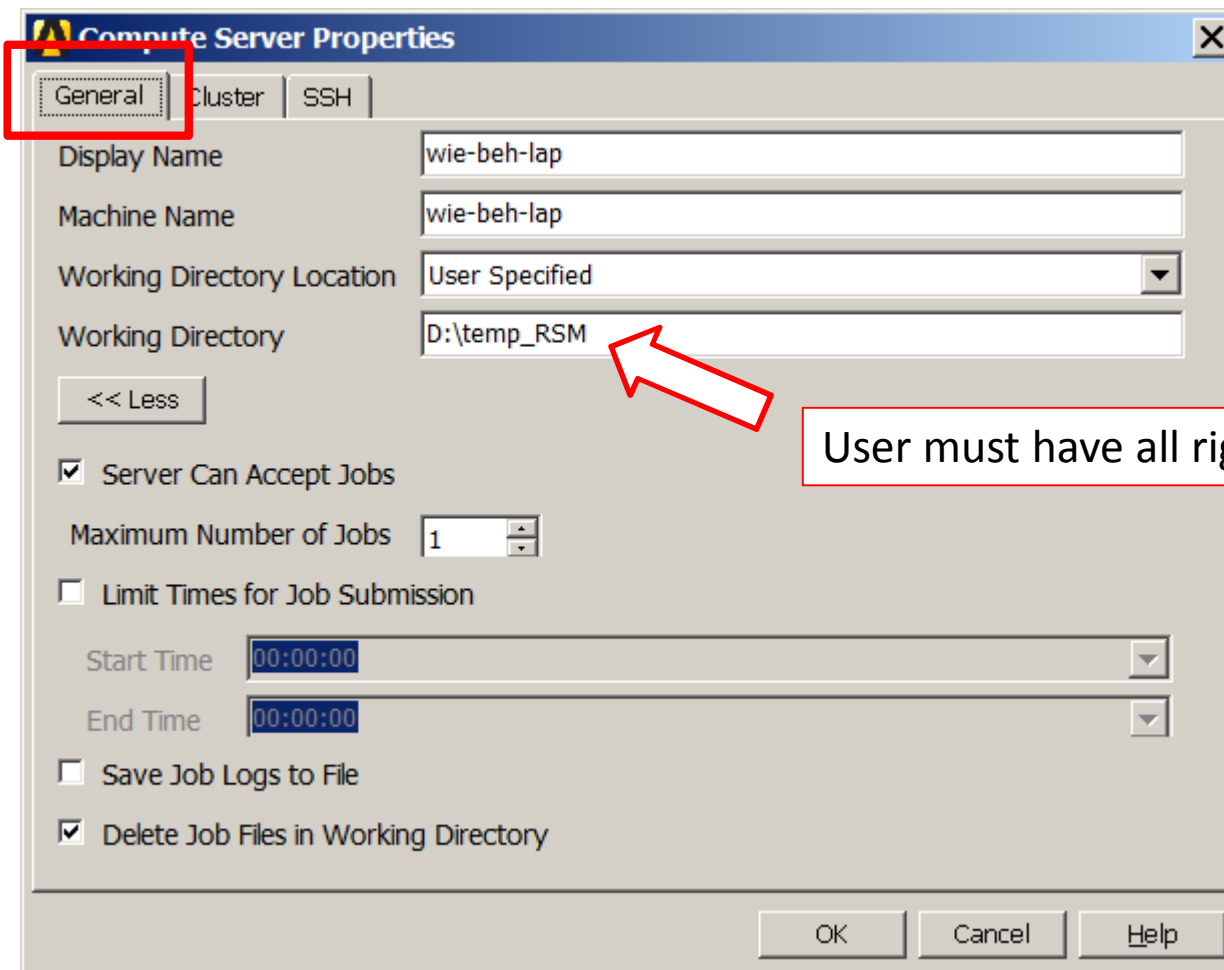 Compute Server Properties
General Cluster SSH
Display Name wie-beh-lap
Machine Name wie-beh-lap
Working Directory Location User Specified
Working Directory D:\temp_RSM
<< Less
User must have all
Server Can Accept Jobs
Maximum Number of Jobs 1
Limit Times for Job Submission
Start Time 00:00:00
End Time 00:00:00
Save Job Logs to File
Delete Job Files in Working Directory
OK Cancel Help